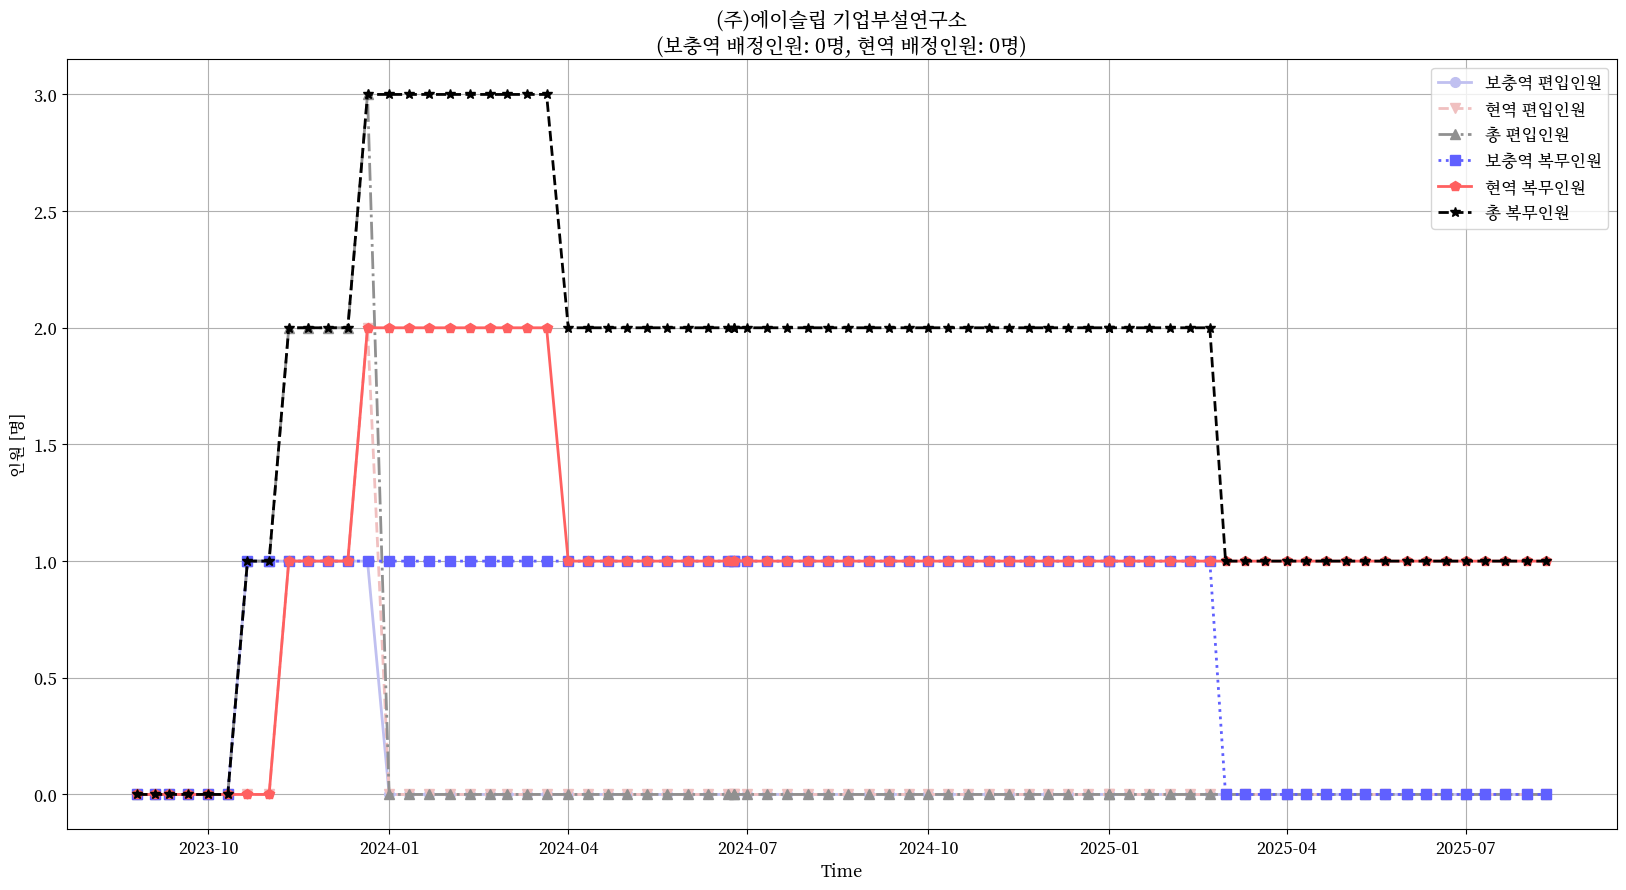 (주)에이슬립 기업부설연구소
(보충역 배정인원: 0명, 현역 배정인원: 0명)
보충역 편입인원
현역 편입인원
총 편입인원
보충역 복무인원
현역 복무인원
총 복무인원
3.0
2.5
2.0
1.5
1.0
0.5
0.0
인원 [명]
2023-10 2024-01 2024-04 2024-07 2024-10 2025-01 2025-04 2025-07
Time